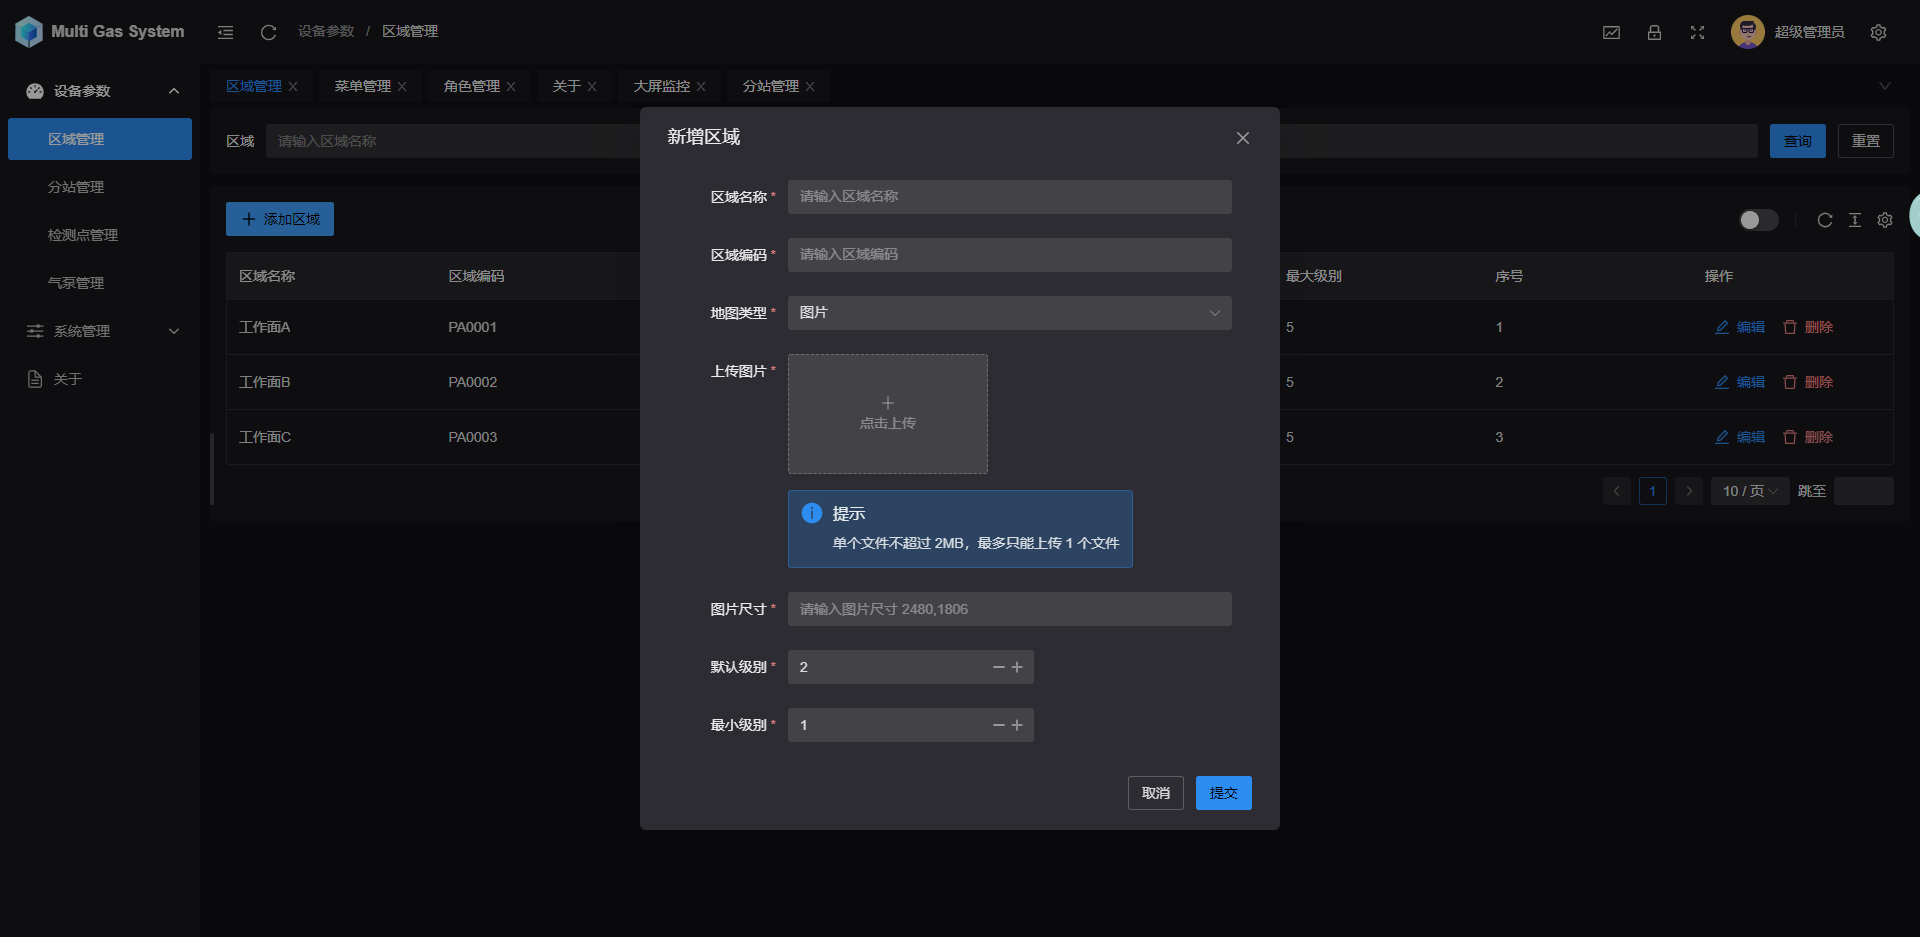 Multi Gas System
设备参数 / 区域管理
超级管理员
设备参数
区域管理
分站管理
检测点管理
气泵管理
系统管理
关于
区域管理 菜单管理 角色管理 关于 大屏监控 分站管理
区域 请输入区域名称
查询 重置
添加区域
区域名称 区域编码 最大级别 序号 操作
工作面A PA0001 5 1 编辑 删除
工作面B PA0002 5 2 编辑 删除
工作面C PA0003 5 3 编辑 删除
1 10 / 页 跳至
新增区域
区域名称 * 请输入区域名称
区域编码 * 请输入区域编码
地图类型 * 图片
上传图片 *
点击上传
提示
单个文件不超过 2MB，最多只能上传 1 个文件
图片尺寸 * 请输入图片尺寸 2480,1806
默认级别 * 2
最小级别 * 1
取消 提交